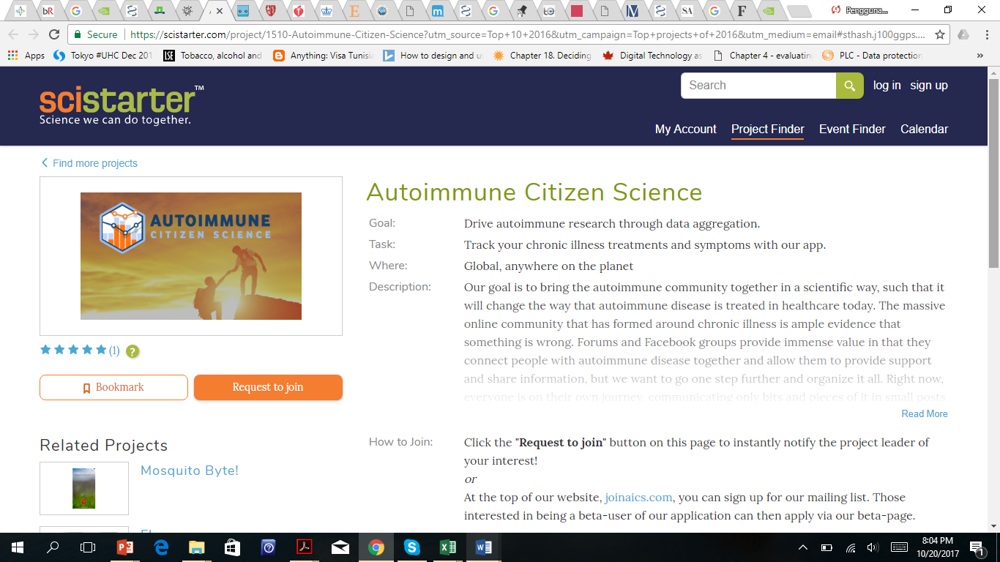 bR
A
SA
F
Pengguna...
Secure
https://scistarter.com/project/1510-Autoimmune-Citizen-Science?utm_source=Top+10+2016&utm_campaign=Top+projects+of+2016&utm_medium=email#sthash.j100ggps....
Apps
Tokyo #UHC Dec 201
LSE Tobacco, alcohol and
Anything: Visa Tunisia
How to design and us
Chapter 18. Deciding
Digital Technology as
Chapter 4 - evaluatin
PLC - Data protection
»
scistarter™
Science we can do together.
Search
log in
sign up
My Account
Project Finder
Event Finder
Calendar
Find more projects
AUTOIMMUNE
CITIZEN SCIENCE
(1)
?
Bookmark
Request to join
Related Projects
Mosquito Byte!
Autoimmune Citizen Science
Goal: Drive autoimmune research through data aggregation.
Task: Track your chronic illness treatments and symptoms with our app.
Where: Global, anywhere on the planet
Description: Our goal is to bring the autoimmune community together in a scientific way, such that it
will change the way that autoimmune disease is treated in healthcare today. The massive
online community that has formed around chronic illness is ample evidence that
something is wrong. Forums and Facebook groups provide immense value in that they
connect people with autoimmune disease together and allow them to provide support
and share information, but we want to go one step further and organize it all. Right now,
everyone is on their own journey, communicating only bits and pieces of it in small posts
Read More
How to Join: Click the "Request to join" button on this page to instantly notify the project leader of
your interest!
or
At the top of our website, joinaics.com, you can sign up for our mailing list. Those
interested in being a beta-user of our application can then apply via our beta-page.
8:04 PM
10/20/2017
1